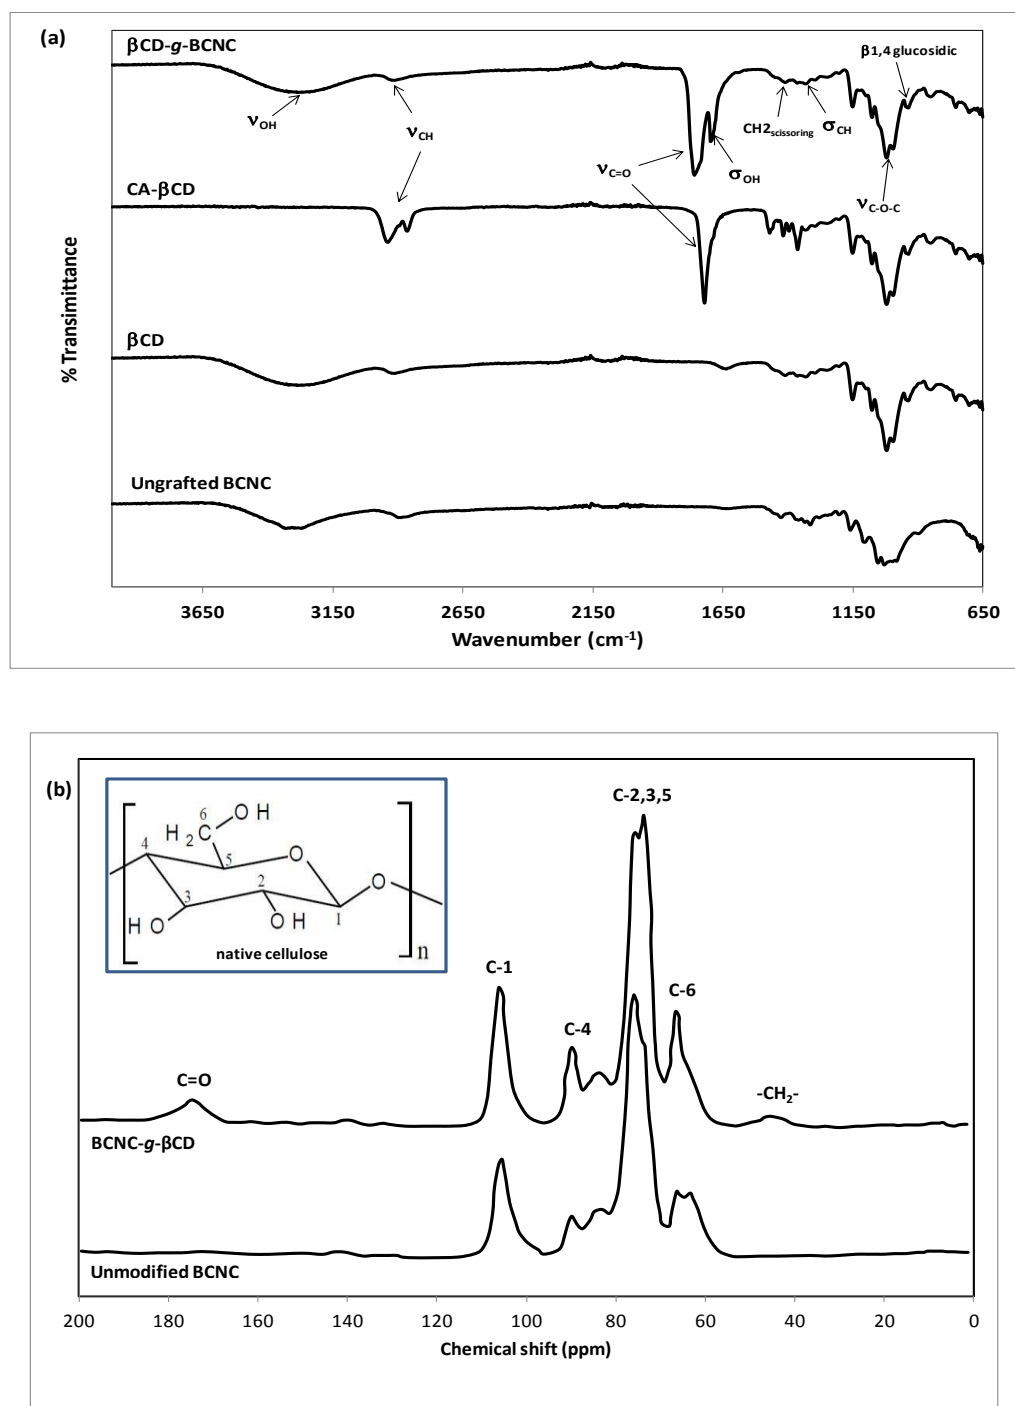 (a)
βCD-g-BCNC
β1,4 glucosidic
νOH
νCH
CH2scissoring
σCH
νC=O
σOH
CA-βCD
νC-O-C
% Transimittance
βCD
Ungrafted BCNC
3650 3150 2650 2150 1650 1150 650
Wavenumber (cm-1)
(b)
C-2,3,5
6
O H
H2C
4
5
O
2
O
3
1
H O
O H
n
native cellulose
C-1
C-6
C-4
C=O
-CH2-
BCNC-g-βCD
Unmodified BCNC
200 180 160 140 120 100 80 60 40 20 0
Chemical shift (ppm)